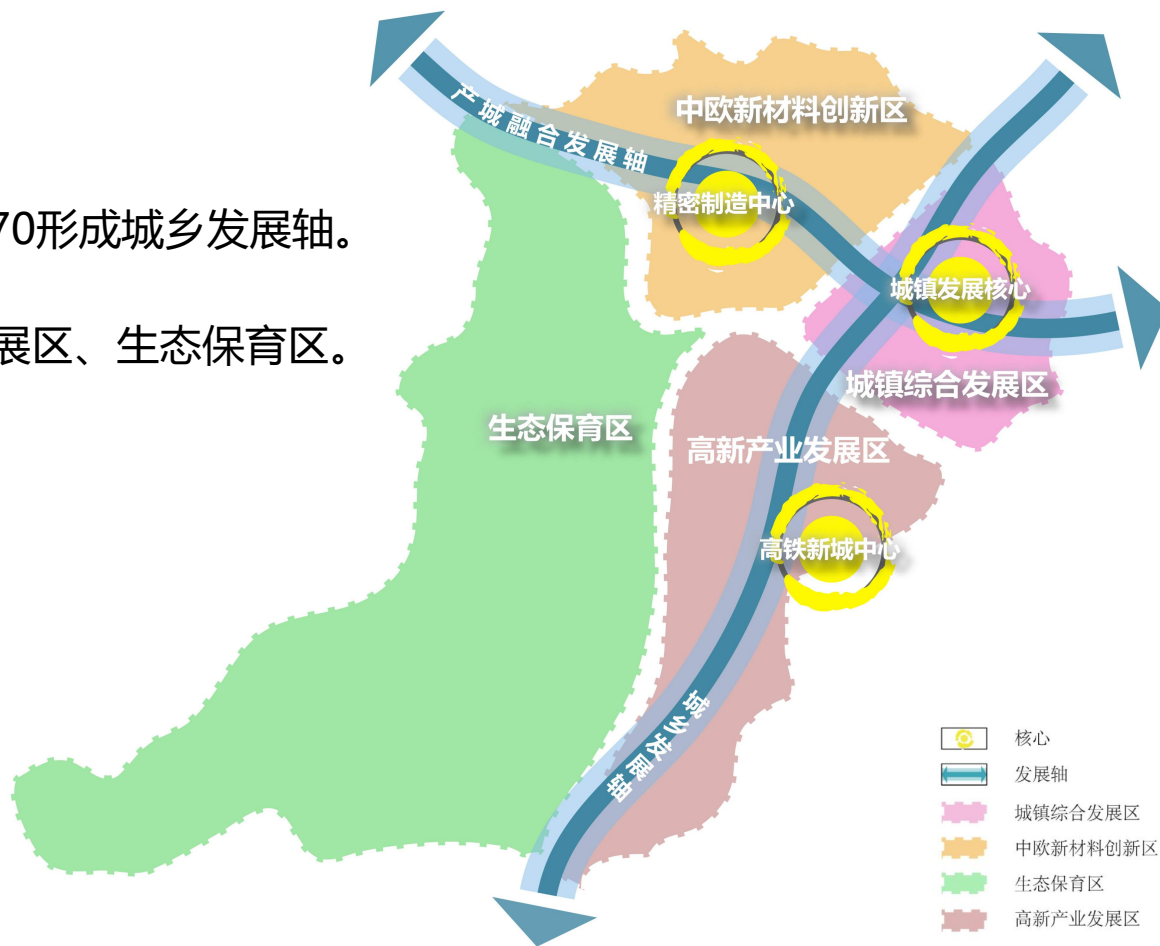 70形成城乡发展轴。
展区、生态保育区。
产城融合发展轴
中欧新材料创新区
精密制造中心
城镇发展核心
城镇综合发展区
生态保育区
高新产业发展区
高铁新城中心
城乡发展轴
核心
发展轴
城镇综合发展区
中欧新材料创新区
生态保育区
高新产业发展区